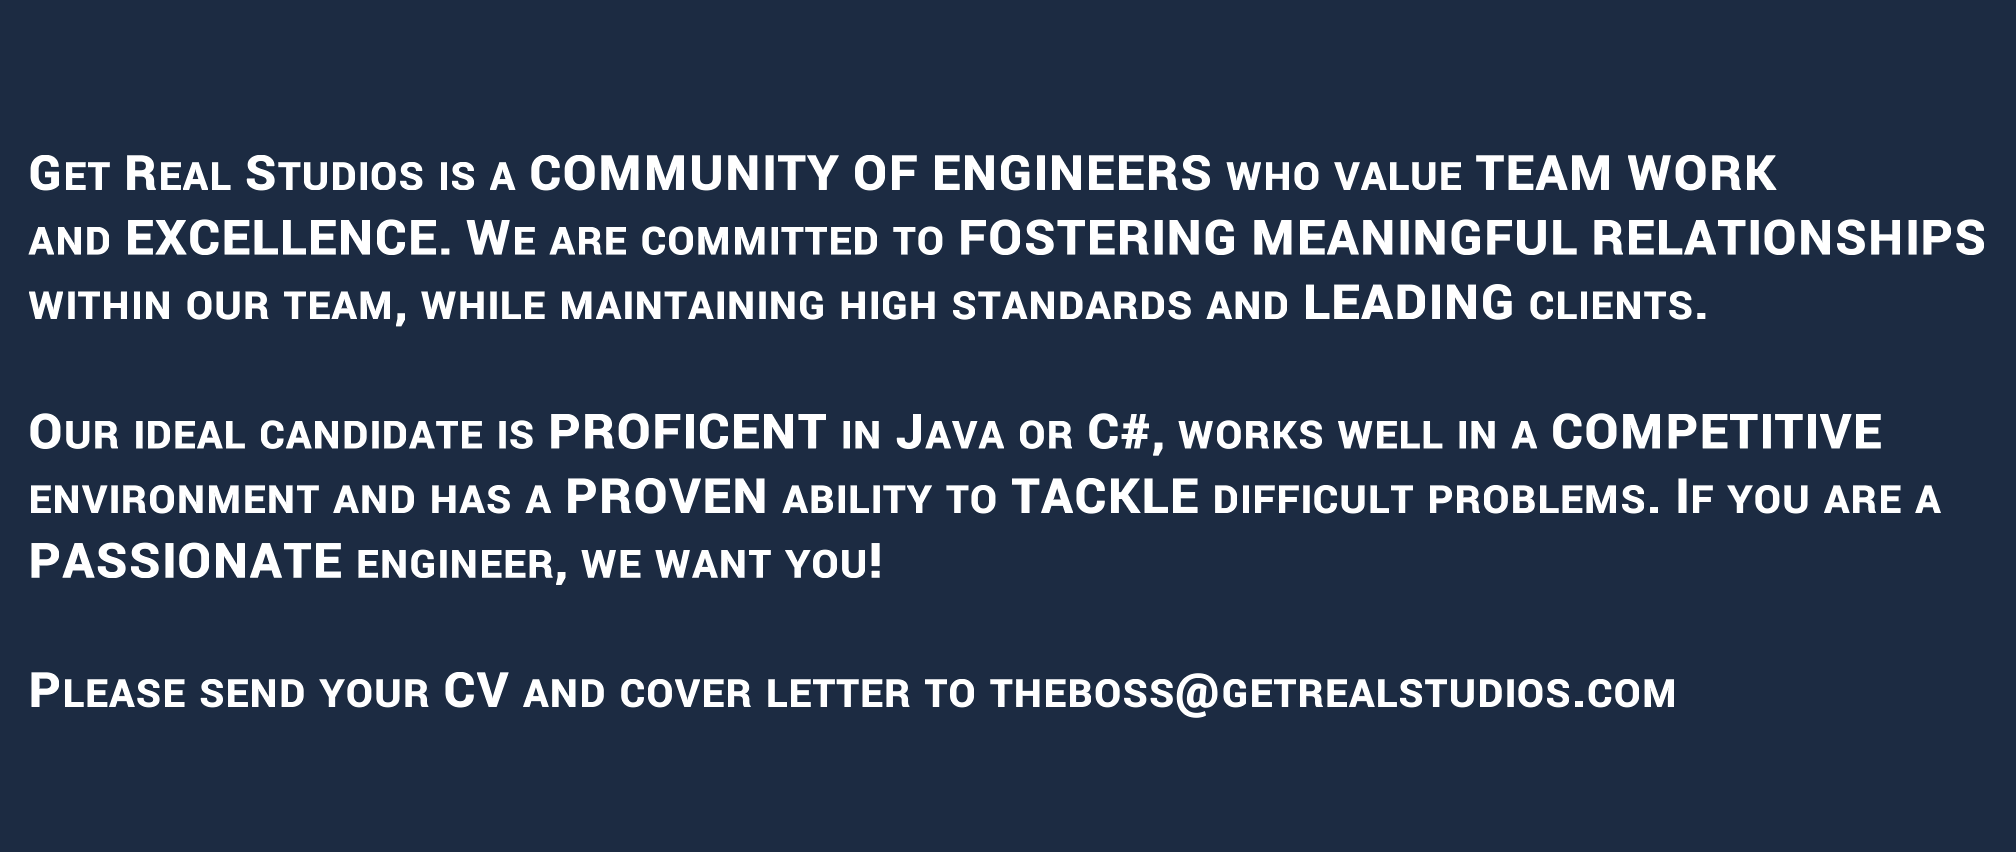 Get Real Studios is a COMMUNITY OF ENGINEERS who value TEAM WORK
and EXCELLENCE. We are committed to FOSTERING MEANINGFUL RELATIONSHIPS
within our team, while maintaining high standards and LEADING clients.
Our ideal candidate is PROFICENT in Java or C#, works well in a COMPETITIVE
environment and has a PROVEN ability to TACKLE difficult problems. If you are a
PASSIONATE engineer, we want you!
Please send your CV and cover letter to theboss@getrealstudios.com